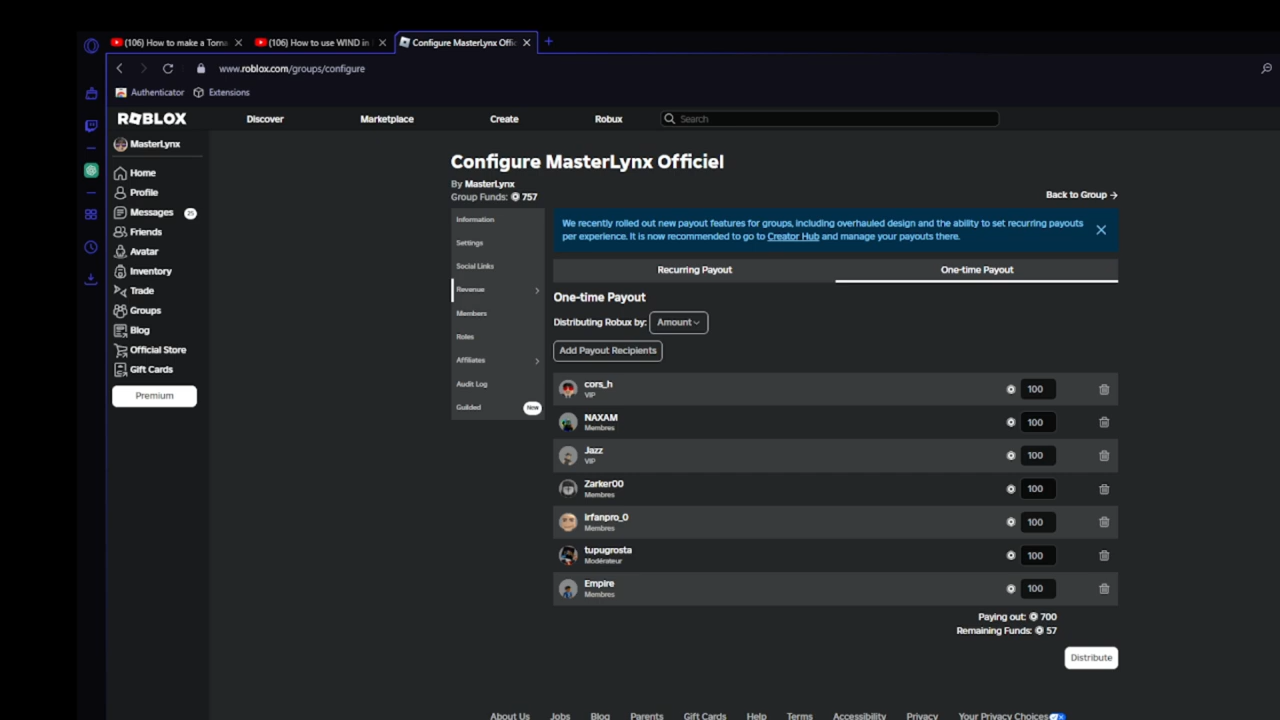 (106) How to make a Torna
(106) How to use WIND in
Configure MasterLynx Offic
www.roblox.com/groups/configure
Authenticator
Extensions
ROBLOX
Discover
Marketplace
Create
Robux
Search
MasterLynx
Home
Profile
Messages 25
Friends
Avatar
Inventory
Trade
Groups
Blog
Official Store
Gift Cards
Premium
Configure MasterLynx Officiel
By MasterLynx
Group Funds: 757
Back to Group →
Information
Settings
Social Links
Revenue
Members
Roles
Affiliates
Audit Log
Guilded New
We recently rolled out new payout features for groups, including overhauled design and the ability to set recurring payouts
per experience. It is now recommended to go to Creator Hub and manage your payouts there.
Recurring Payout
One-time Payout
One-time Payout
Distributing Robux by: Amount
Add Payout Recipients
cors_h
VIP
100
NAXAM
Membres
100
Jazz
VIP
100
Zarker00
Membres
100
irfanpro_0
Membres
100
tupugrosta
Modérateur
100
Empire
Membres
100
Paying out: 700
Remaining Funds: 57
Distribute
About Us Jobs Blog Parents Gift Cards Help Terms Accessibility Privacy Your Privacy Choices